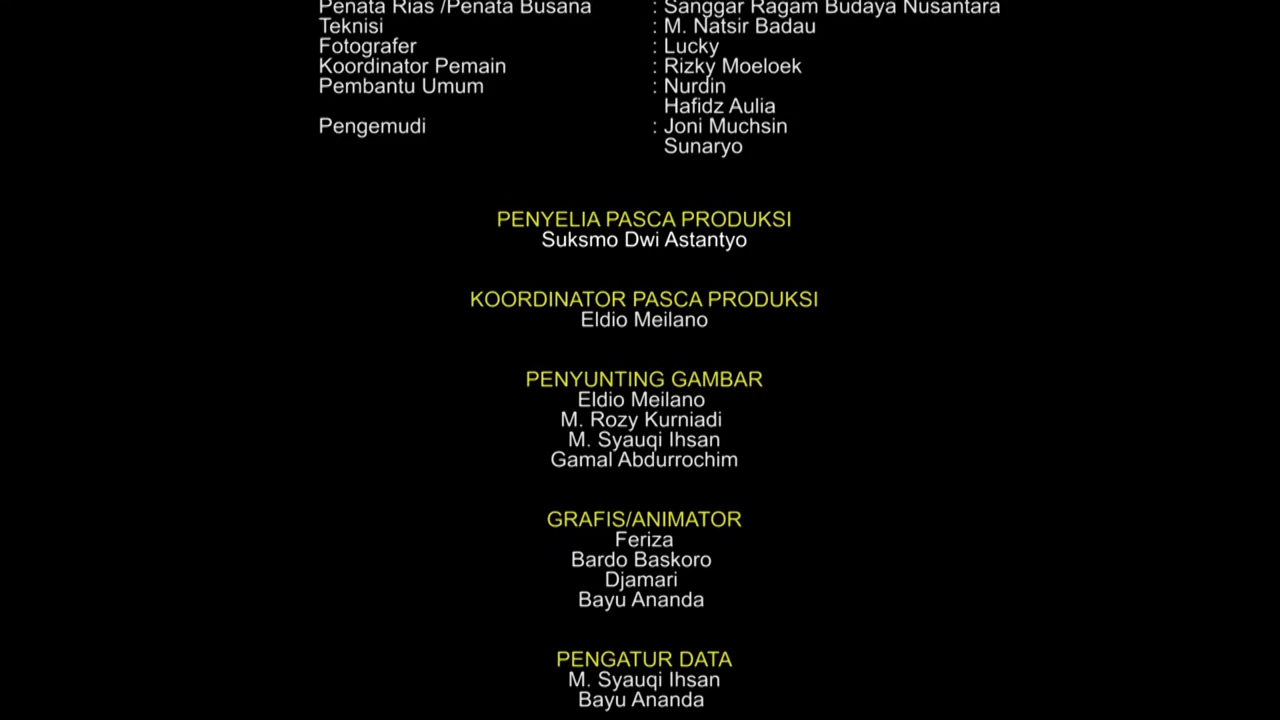 Penata Rias /Penata Busana : Sanggar Ragam Budaya Nusantara
Teknisi : M. Natsir Badau
Fotografer : Lucky
Koordinator Pemain : Rizky Moeloek
Pembantu Umum : Nurdin
Hafidz Aulia
Pengemudi : Joni Muchsin
Sunaryo
PENYELIA PASCA PRODUKSI
Suksmo Dwi Astantyo
KOORDINATOR PASCA PRODUKSI
Eldio Meilano
PENYUNTING GAMBAR
Eldio Meilano
M. Rozy Kurniadi
M. Syauqi Ihsan
Gamal Abdurrochim
GRAFIS/ANIMATOR
Feriza
Bardo Baskoro
Djamari
Bayu Ananda
PENGATUR DATA
M. Syauqi Ihsan
Bayu Ananda